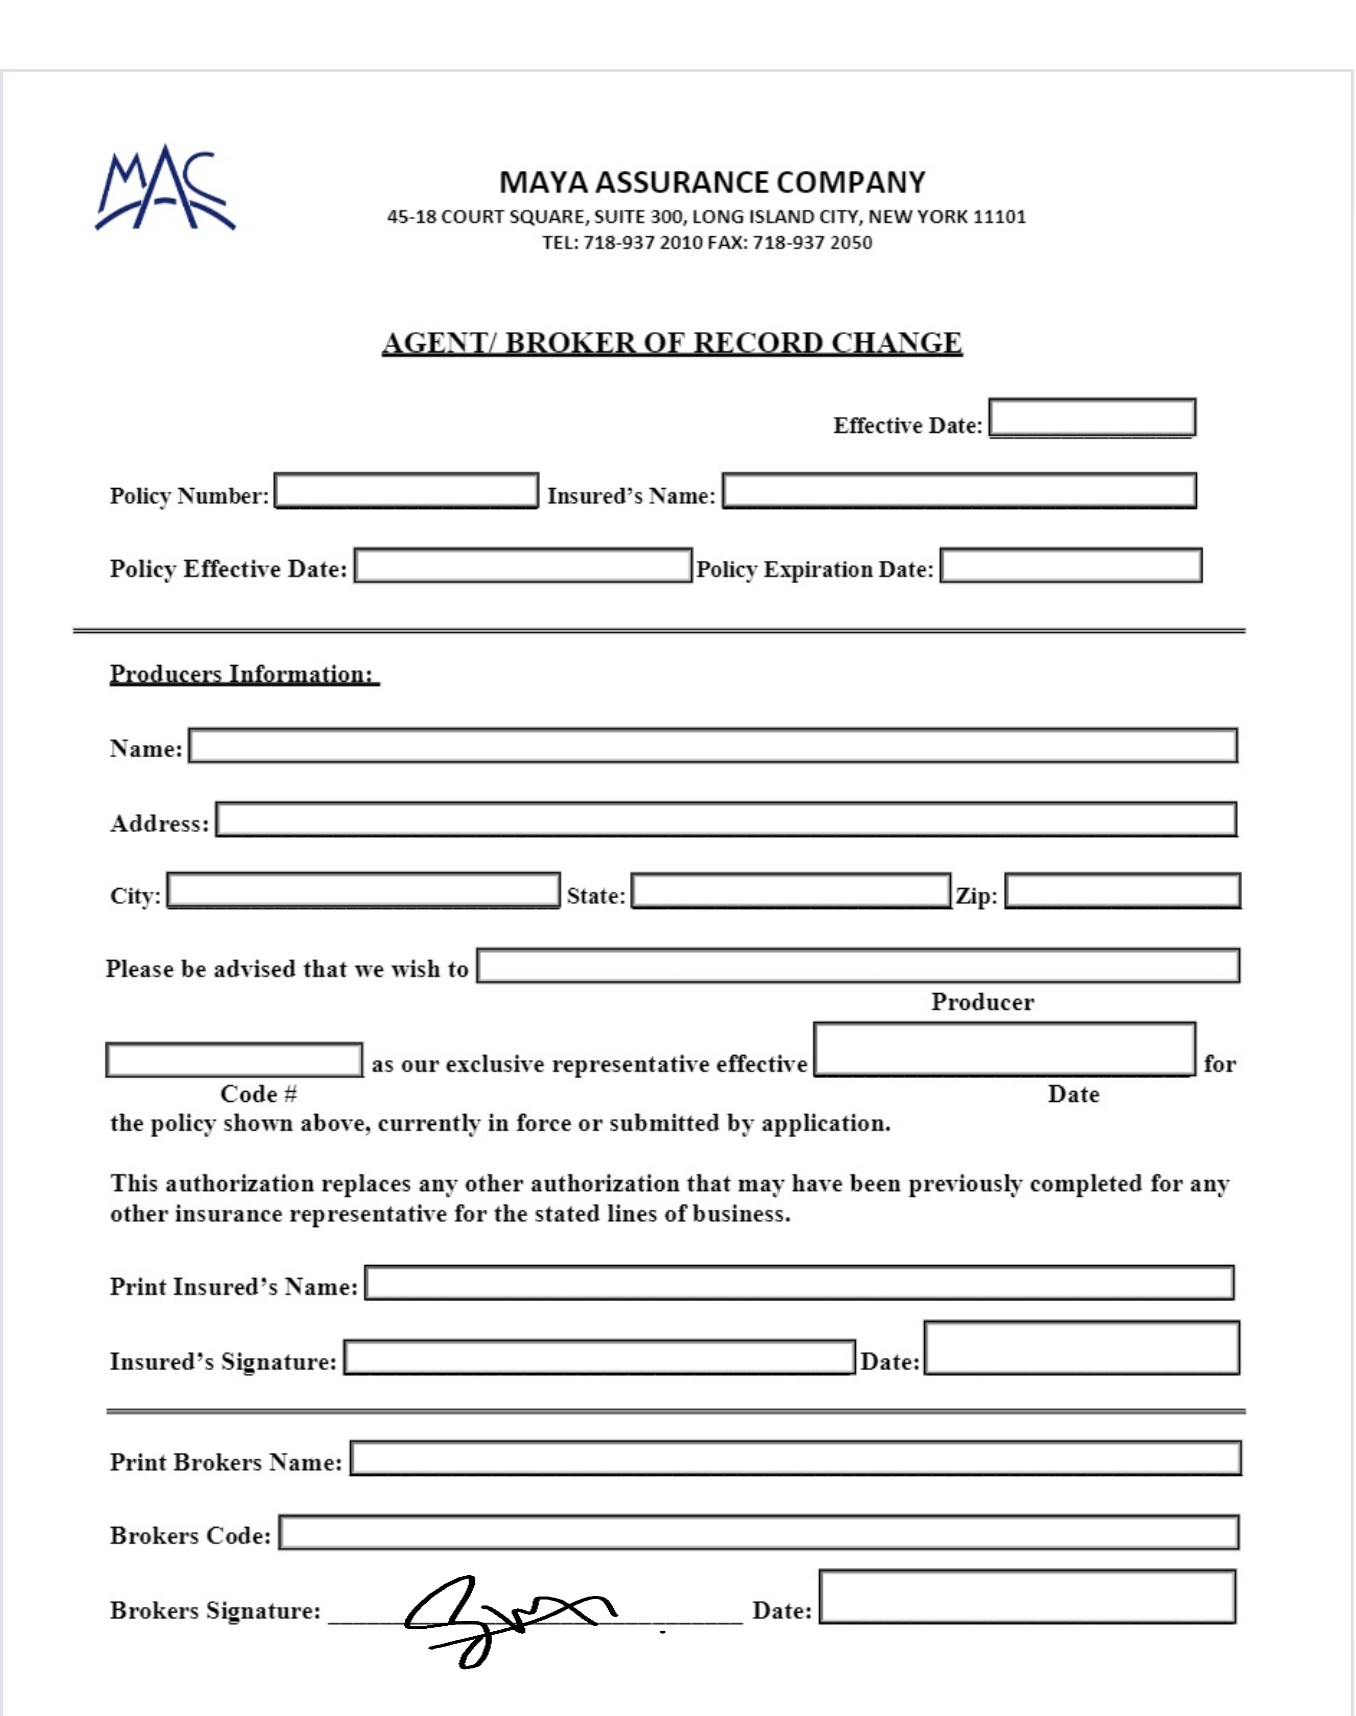 MAC
MAYA ASSURANCE COMPANY
45-18 COURT SQUARE, SUITE 300, LONG ISLAND CITY, NEW YORK 11101
TEL: 718-937 2010 FAX: 718-937 2050
AGENT/ BROKER OF RECORD CHANGE
Effective Date:
Policy Number: Insured's Name:
Policy Effective Date: Policy Expiration Date:
Producers Information:
Name:
Address:
City: State: Zip:
Please be advised that we wish to
Producer
as our exclusive representative effective for
Code # Date
the policy shown above, currently in force or submitted by application.
This authorization replaces any other authorization that may have been previously completed for any
other insurance representative for the stated lines of business.
Print Insured's Name:
Insured's Signature: Date:
Print Brokers Name:
Brokers Code:
Brokers Signature: Date: